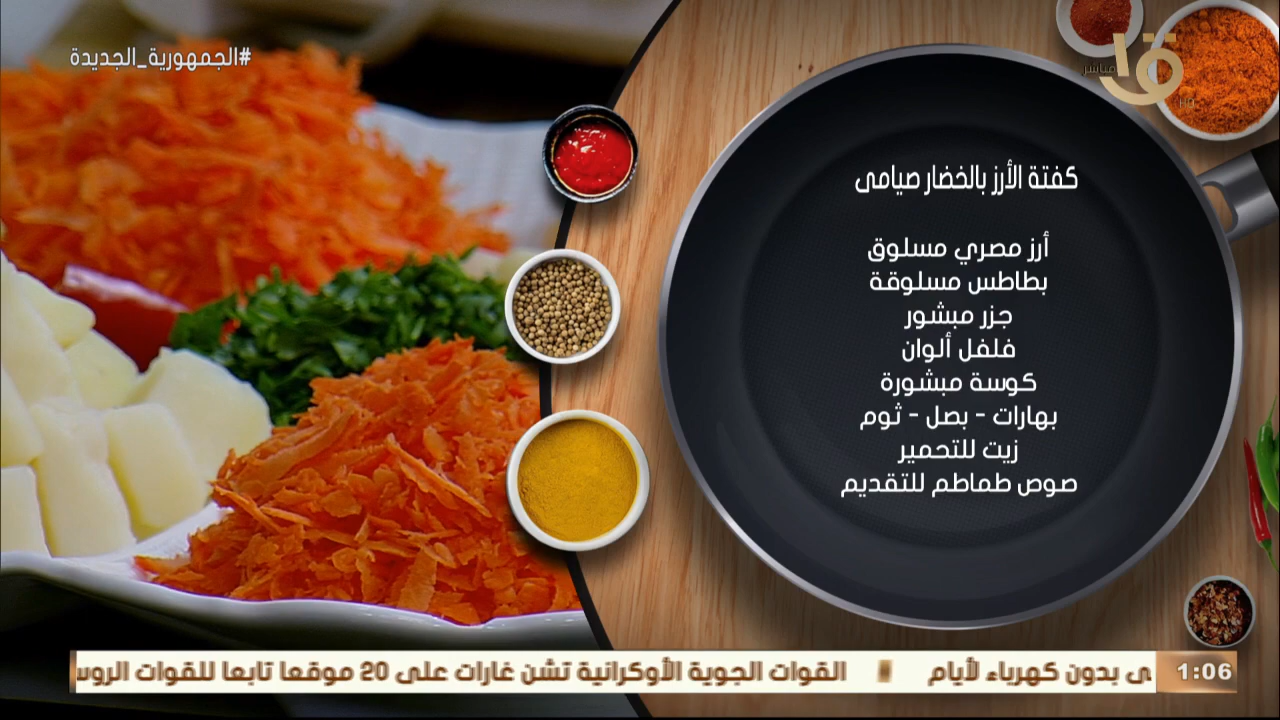 #الجمهورية_الجديدة
مباشر
HD
كفتة الأرز بالخضار صيامى
أرز مصري مسلوق
بطاطس مسلوقة
جزر مبشور
فلفل ألوان
كوسة مبشورة
بهارات - بصل - ثوم
زيت للتحمير
صوص طماطم للتقديم
1:06
ى بدون كهرباء لأيام
القوات الجوية الأوكرانية تشن غارات على 20 موقعا تابعا للقوات الروس